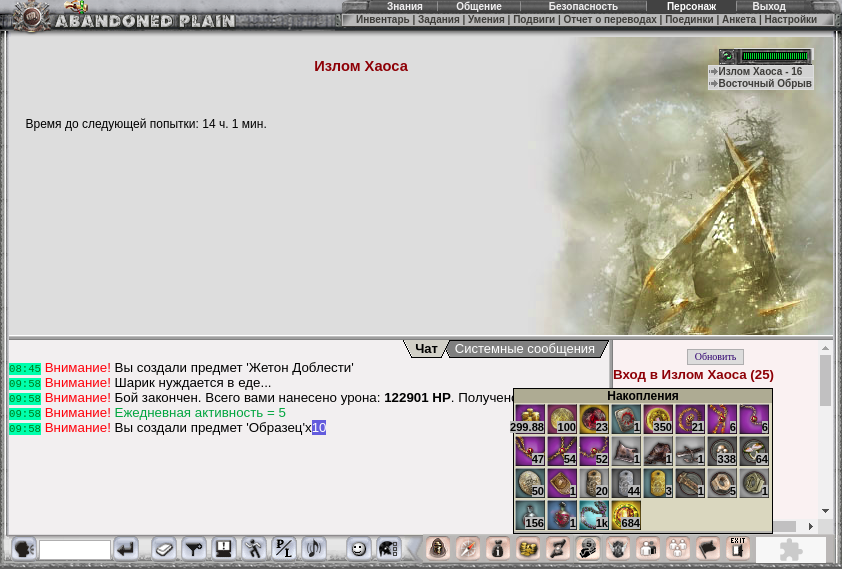 Знания Общение Безопасность Персонаж Выход
ABANDONED PLAIN
Инвентарь | Задания | Умения | Подвиги | Отчет о переводах | Поединки | Анкета | Настройки
Излом Хаоса
Излом Хаоса - 16
Восточный Обрыв
Время до следующей попытки: 14 ч. 1 мин.
Чат Системные сообщения
Обновить
Вход в Излом Хаоса (25)
08:45 Внимание! Вы создали предмет 'Жетон Доблести'
09:58 Внимание! Шарик нуждается в еде...
09:58 Внимание! Бой закончен. Всего вами нанесено урона: 122901 HP. Получено
09:58 Внимание! Ежедневная активность = 5
09:58 Внимание! Вы создали предмет 'Образец'x10
Накопления
299.88 100 23 1 350 21 6 6
47 54 52 1 1 1 338 64
50 1 20 44 3 1 5 1
156 1 1k 684
P/L
EXIT